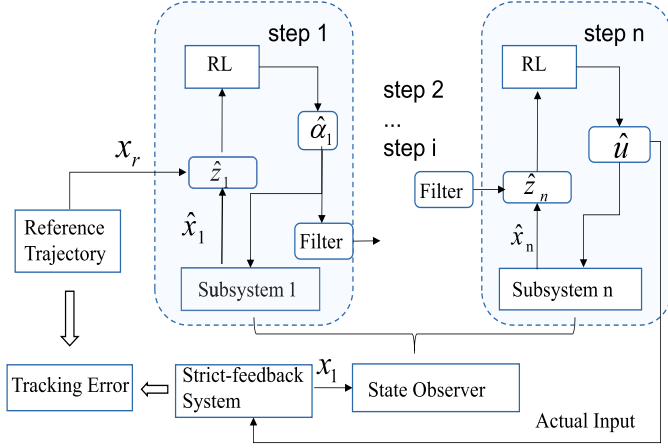 step 1
step n
RL
RL
step 2
...
step i
α̂₁
û
xᵣ
ẑ₁
Filter
ẑₙ
Reference
Trajectory
x̂₁
Filter
x̂ₙ
Subsystem 1
Subsystem n
Tracking Error
Strict-feedback
System
x₁
State Observer
Actual Input